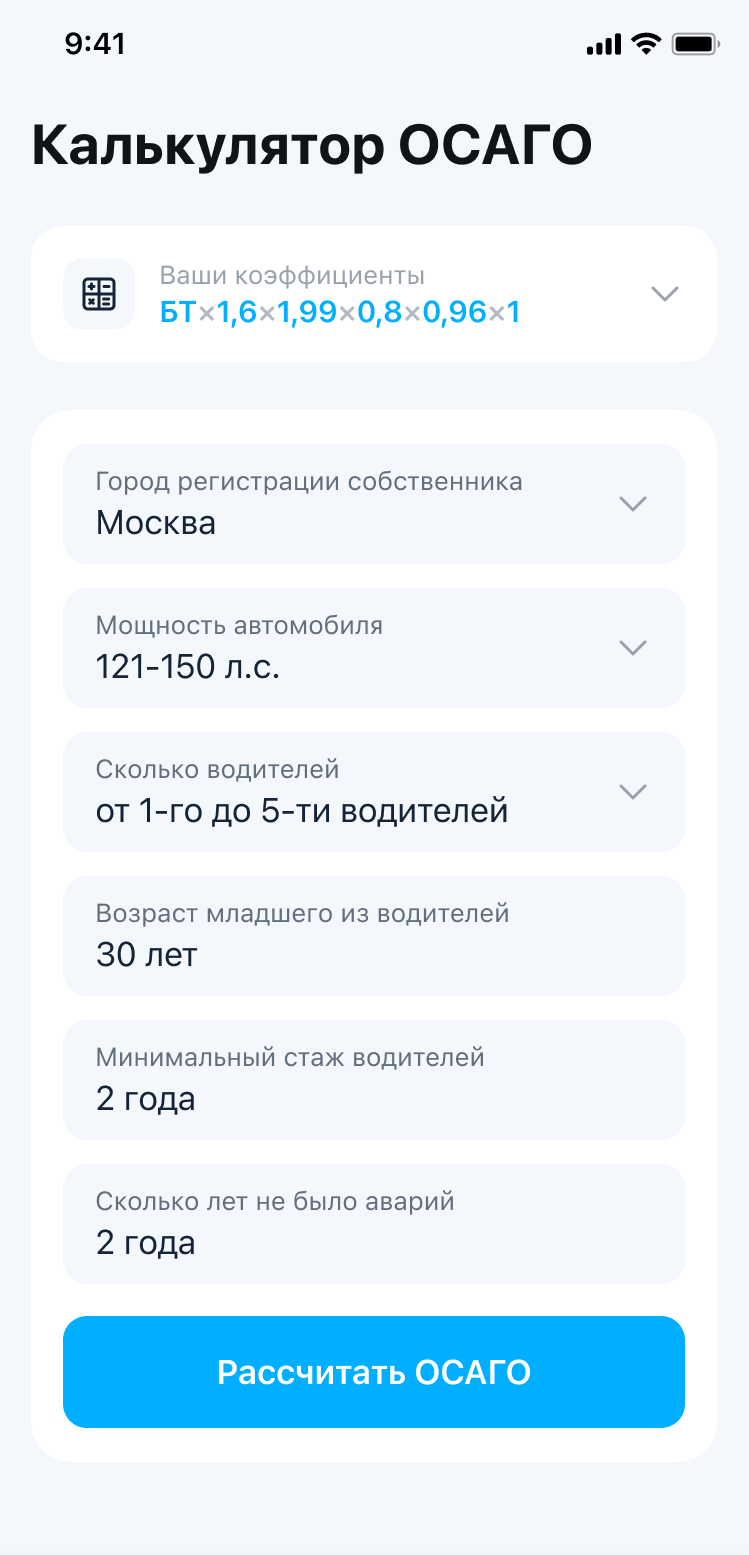 9:41
Калькулятор ОСАГО
Ваши коэффициенты
БТ×1,6×1,99×0,8×0,96×1
Город регистрации собственника
Москва
Мощность автомобиля
121-150 л.с.
Сколько водителей
от 1-го до 5-ти водителей
Возраст младшего из водителей
30 лет
Минимальный стаж водителей
2 года
Сколько лет не было аварий
2 года
Рассчитать ОСАГО